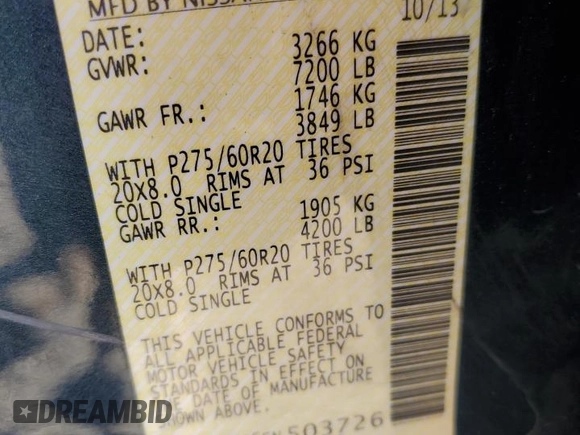 MFD BY NISSAN
DATE: 10/13
GVWR: 3266 KG
7200 LB
GAWR FR.: 1746 KG
3849 LB
WITH P275/60R20 TIRES
20X8.0 RIMS AT 36 PSI
COLD SINGLE
GAWR RR.: 1905 KG
4200 LB
WITH P275/60R20 TIRES
20X8.0 RIMS AT 36 PSI
COLD SINGLE
THIS VEHICLE CONFORMS TO
ALL APPLICABLE FEDERAL
MOTOR VEHICLE SAFETY
STANDARDS IN EFFECT ON
THE DATE OF MANUFACTURE
SHOWN ABOVE.
503726
DREAMBID